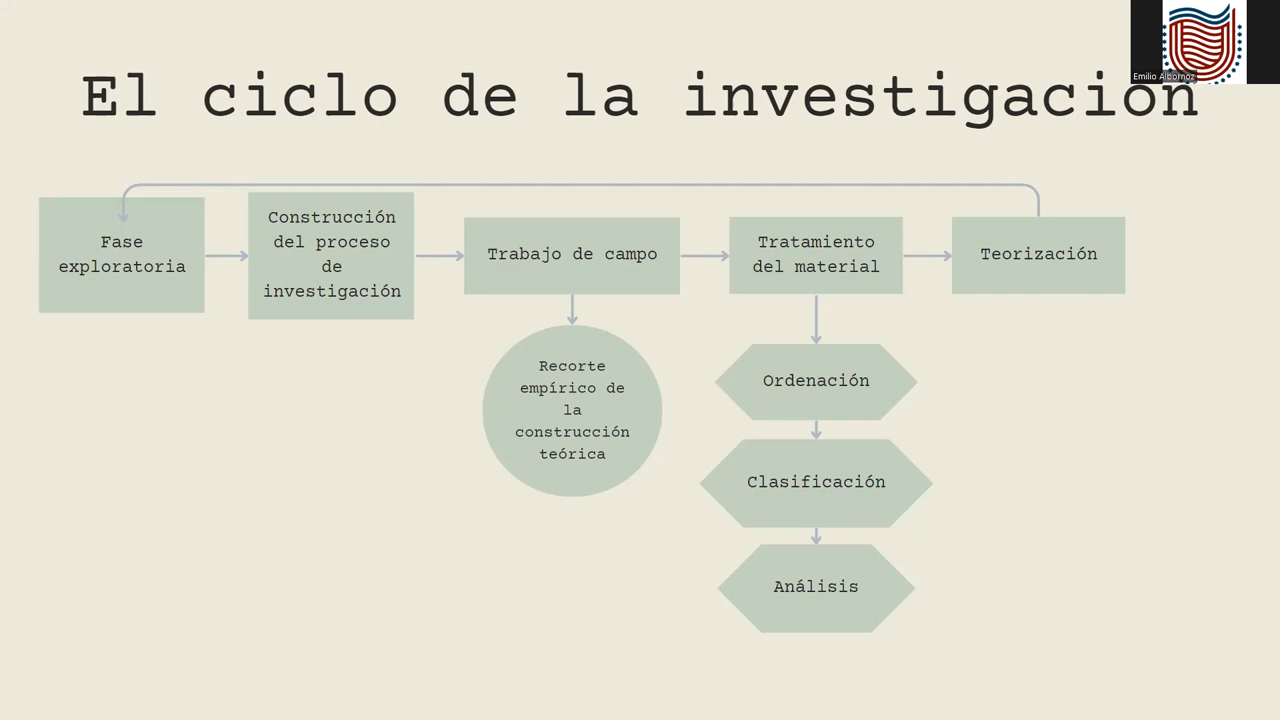 Emilio Albornoz
El ciclo de la investigación
Fase
exploratoria
Construcción
del proceso
de
investigación
Trabajo de campo
Tratamiento
del material
Teorización
Recorte
empírico de
la
construcción
teórica
Ordenación
Clasificación
Análisis